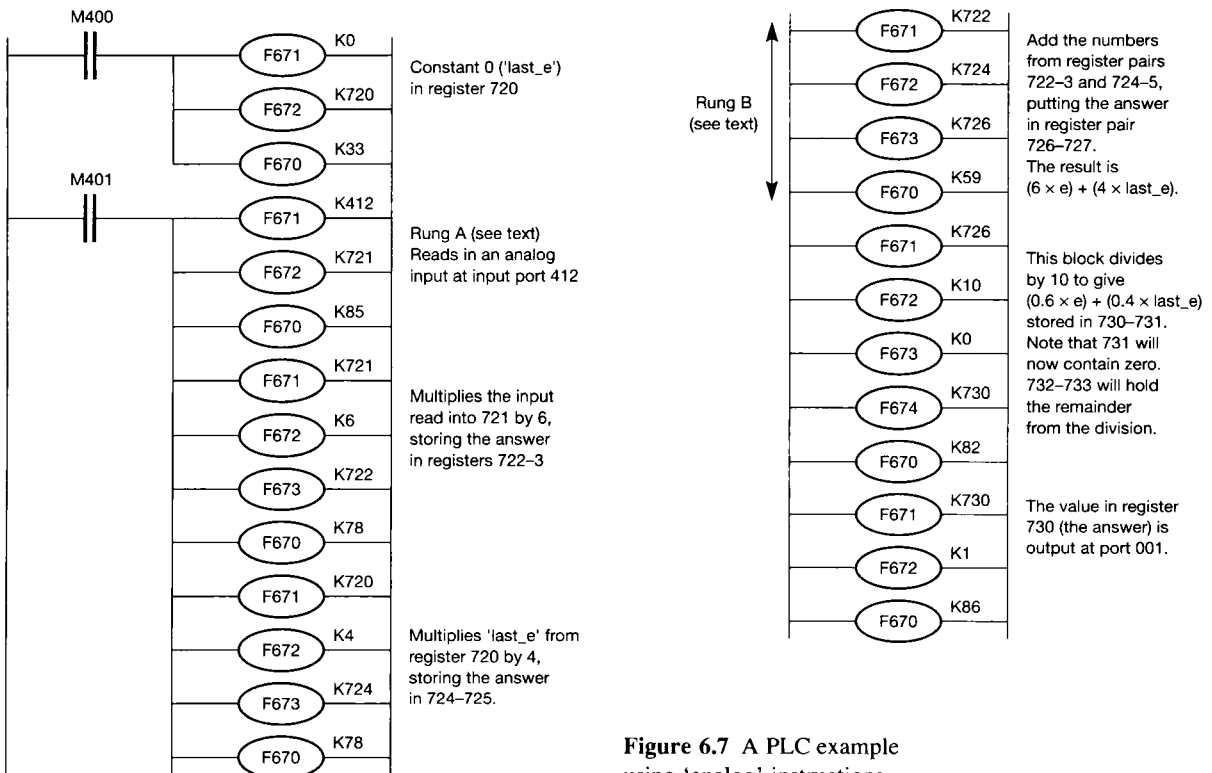 M400
F671 K0
F672 K720
F670 K33
Constant 0 ('last_e')
in register 720
M401
F671 K412
F672 K721
F670 K85
Rung A (see text)
Reads in an analog
input at input port 412
F671 K721
F672 K6
F673 K722
F670 K78
Multiplies the input
read into 721 by 6,
storing the answer
in registers 722–3
F671 K720
F672 K4
F673 K724
F670 K78
Multiplies 'last_e' from
register 720 by 4,
storing the answer
in 724–725.
Rung B
(see text)
F671 K722
F672 K724
F673 K726
F670 K59
Add the numbers
from register pairs
722–3 and 724–5,
putting the answer
in register pair
726–727.
The result is
(6 × e) + (4 × last_e).
F671 K726
F672 K10
F673 K0
F674 K730
F670 K82
This block divides
by 10 to give
(0.6 × e) + (0.4 × last_e)
stored in 730–731.
Note that 731 will
now contain zero.
732–733 will hold
the remainder
from the division.
F671 K730
F672 K1
F670 K86
The value in register
730 (the answer) is
output at port 001.
Figure 6.7 A PLC example
using 'analog' instructions